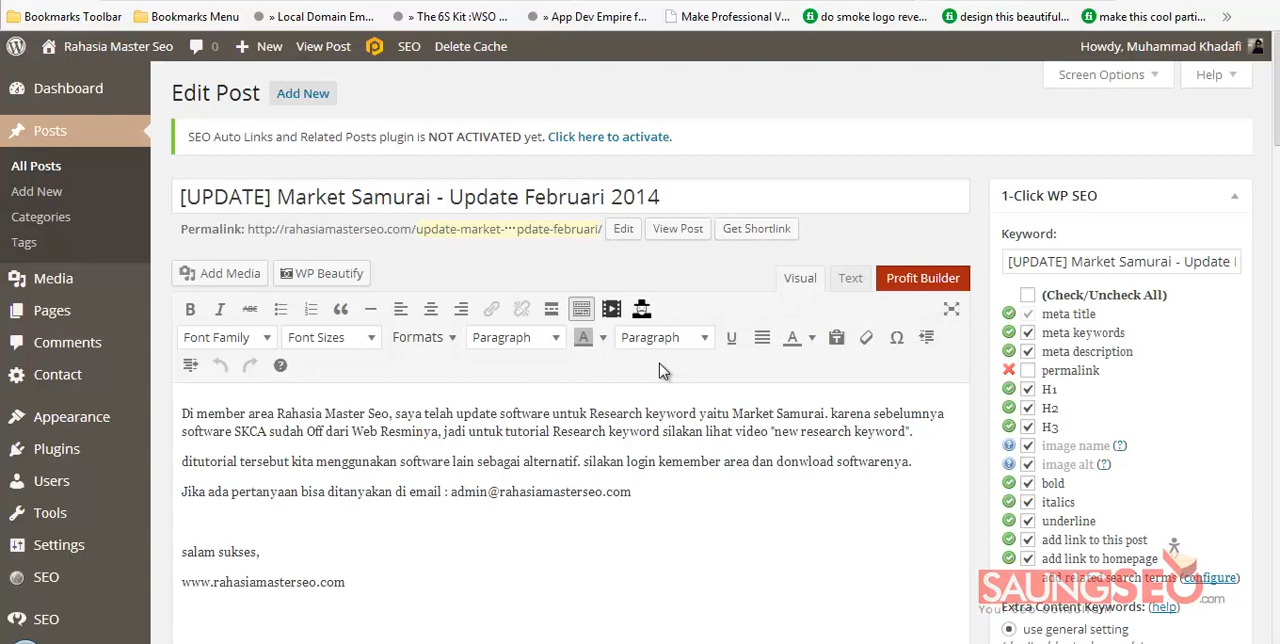 Bookmarks Toolbar Bookmarks Menu » Local Domain Em... » The 6S Kit :WSO ... » App Dev Empire f... Make Professional V... do smoke logo reve... design this beautiful... make this cool parti... »
Rahasia Master Seo 0 + New View Post SEO Delete Cache Howdy, Muhammad Khadafi
Screen Options Help
Dashboard
Posts
All Posts
Add New
Categories
Tags
Media
Pages
Comments
Contact
Appearance
Plugins
Users
Tools
Settings
SEO
SEO
Edit Post Add New
SEO Auto Links and Related Posts plugin is NOT ACTIVATED yet. Click here to activate.
[UPDATE] Market Samurai - Update Februari 2014
Permalink: http://rahasiamasterseo.com/update-market-···pdate-februari/ Edit View Post Get Shortlink
Add Media WP Beautify
Visual Text Profit Builder
B I ABC
Font Family Font Sizes Formats Paragraph A Paragraph U A Ω
Di member area Rahasia Master Seo, saya telah update software untuk Research keyword yaitu Market Samurai. karena sebelumnya
software SKCA sudah Off dari Web Resminya, jadi untuk tutorial Research keyword silakan lihat video "new research keyword".
ditutorial tersebut kita menggunakan software lain sebagai alternatif. silakan login kemember area dan donwload softwarenya.
Jika ada pertanyaan bisa ditanyakan di email : admin@rahasiamasterseo.com
salam sukses,
www.rahasiamasterseo.com
1-Click WP SEO
Keyword:
[UPDATE] Market Samurai - Update
(Check/Uncheck All)
meta title
meta keywords
meta description
permalink
H1
H2
H3
image name (?)
image alt (?)
bold
italics
underline
add link to this post
add link to homepage
add related search terms (configure)
Extra Content Keywords: (help)
use general setting
SAUNGSEO
.com